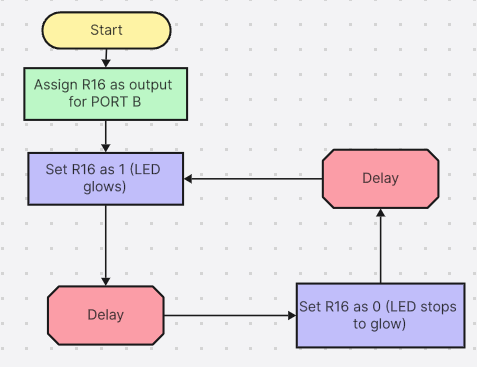 Start
Assign R16 as output
for PORT B
Set R16 as 1 (LED
glows)
Delay
Delay
Set R16 as 0 (LED stops
to glow)